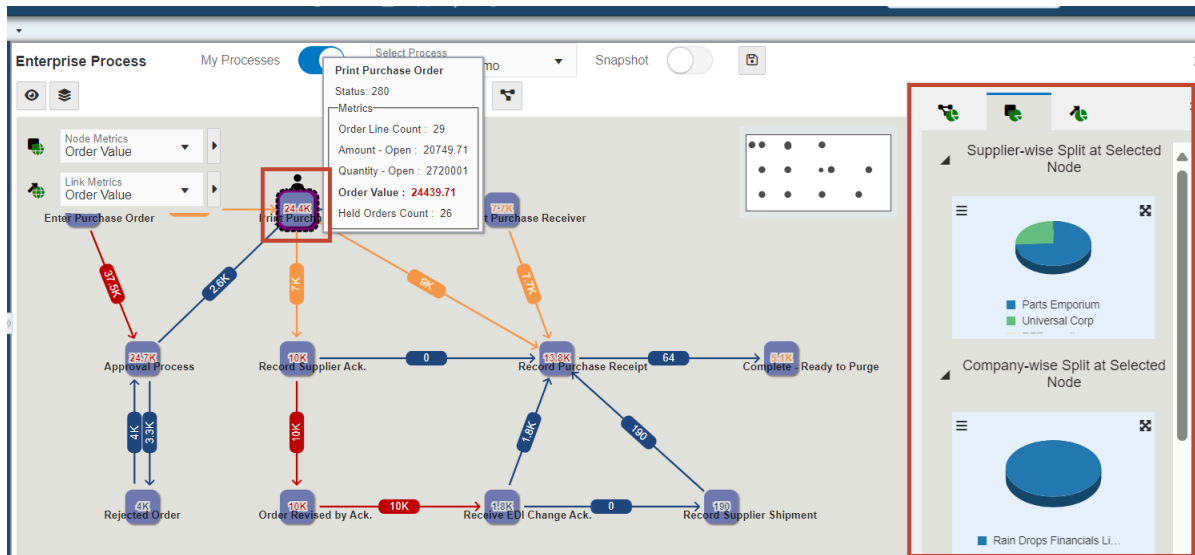 Enterprise Process
My Processes
Select Process
mo
Snapshot
Print Purchase Order
Status: 280
Metrics
Order Line Count : 29
Amount - Open : 20749.71
Quantity - Open : 2720001
Order Value : 24439.71
Held Orders Count : 26
Node Metrics
Order Value
Link Metrics
Order Value
Enter Purchase Order
24.4K
Print Purcha
7.7K
t Purchase Receiver
37.5K
2.6K
7K
9K
7.7K
24.7K
Approval Process
10K
Record Supplier Ack.
0
13.8K
Record Purchase Receipt
64
5.1K
Complete - Ready to Purge
4K
3.3K
10K
1.8K
190
4K
Rejected Order
10K
Order Revised by Ack.
10K
1.8K
Receive EDI Change Ack.
0
190
Record Supplier Shipment
Supplier-wise Split at Selected
Node
Parts Emporium
Universal Corp
Company-wise Split at Selected
Node
Rain Drops Financials Li...